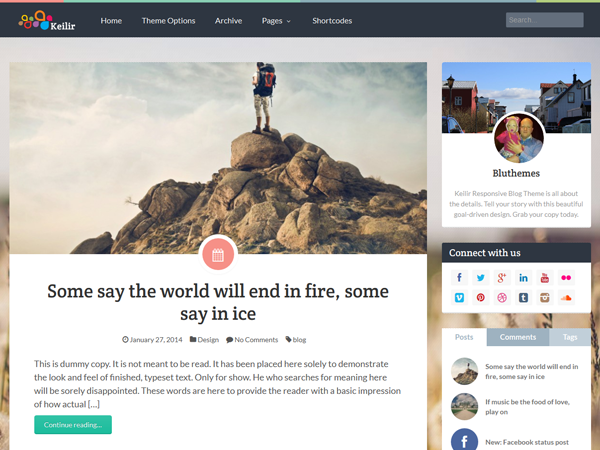 Keilir
Home
Theme Options
Archive
Pages
Shortcodes
Search...
Some say the world will end in fire, some
say in ice
January 27, 2014
Design
No Comments
blog
This is dummy copy. It is not meant to be read. It has been placed here solely to demonstrate
the look and feel of finished, typeset text. Only for show. He who searches for meaning here
will be sorely disappointed. These words are here to provide the reader with a basic impression
of how actual [...]
Continue reading...
Bluthemes
Keilir Responsive Blog Theme is all about
the details. Tell your story with this beautiful
goal-driven design. Grab your copy today.
Connect with us
Posts
Comments
Tags
Some say the world will end in
fire, some say in ice
If music be the food of love,
play on
New: Facebook status post